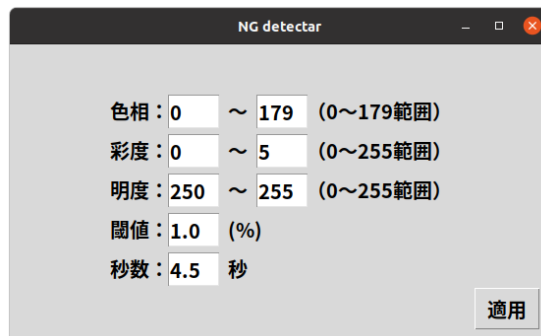 NG detectar
色相：0 〜 179 （0〜179範囲）
彩度：0 〜 5 （0〜255範囲）
明度：250 〜 255 （0〜255範囲）
閾値：1.0 (%)
秒数：4.5 秒
適用